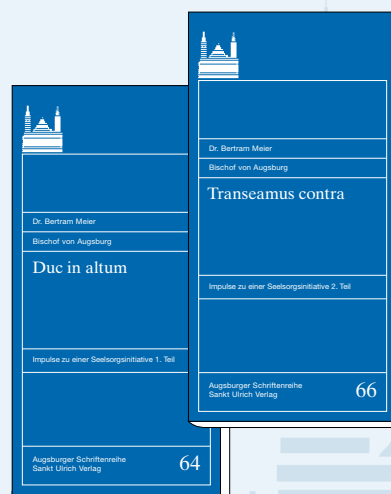 Dr. Bertram Meier
Bischof von Augsburg
Duc in altum
Impulse zu einer Seelsorgsinitiative 1. Teil
Augsburger Schriftenreihe
Sankt Ulrich Verlag
64
Dr. Bertram Meier
Bischof von Augsburg
Transeamus contra
Impulse zu einer Seelsorgsinitiative 2. Teil
Augsburger Schriftenreihe
Sankt Ulrich Verlag
66